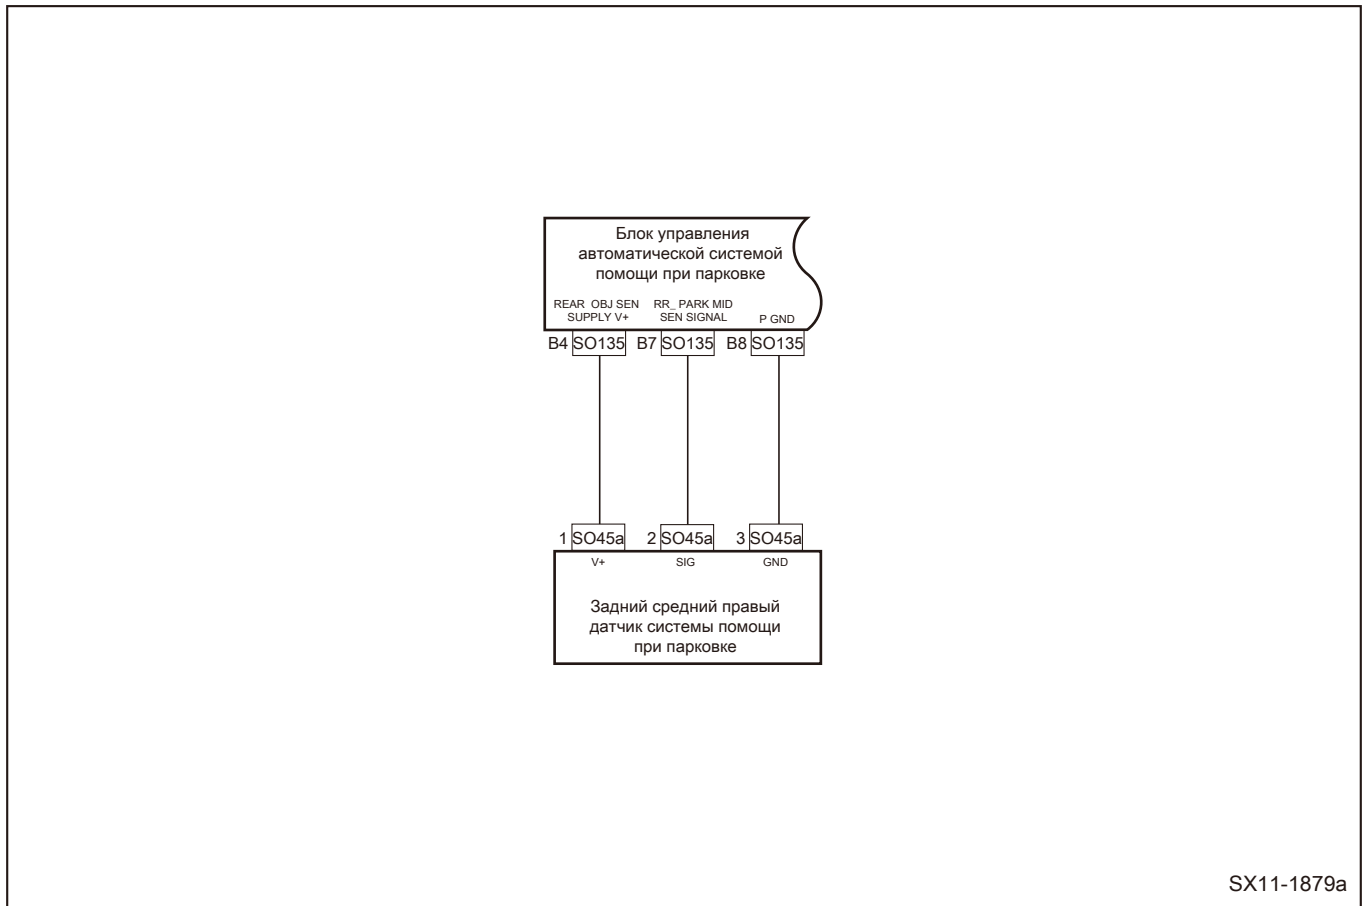 Блок управления
автоматической системой
помощи при парковке
REAR OBJ SEN
SUPPLY V+
RR_ PARK MID
SEN SIGNAL
P GND
B4 SO135 B7 SO135 B8 SO135
1 SO45a 2 SO45a 3 SO45a
V+ SIG GND
Задний средний правый
датчик системы помощи
при парковке
SX11-1879a